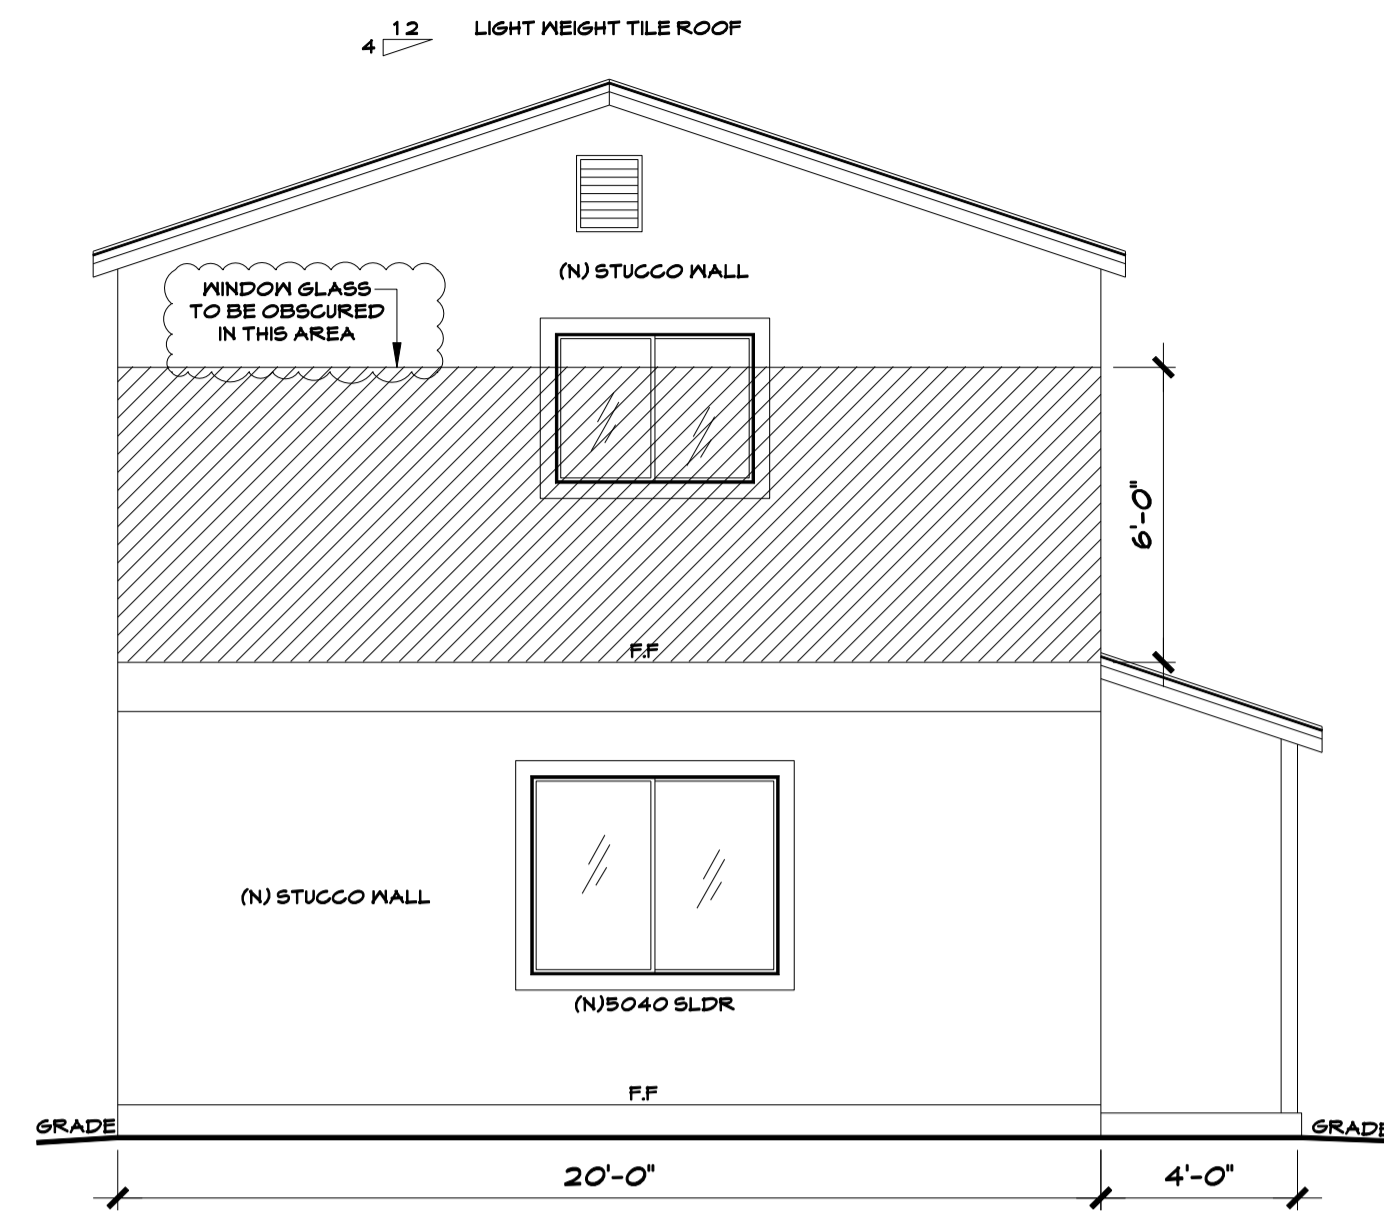 12
4
LIGHT WEIGHT TILE ROOF
(N) STUCCO WALL
WINDOW GLASS
TO BE OBSCURED
IN THIS AREA
6'-0"
F.F
(N) STUCCO WALL
(N)5040 SLDR
F.F
GRADE
GRADE
20'-0"
4'-0"